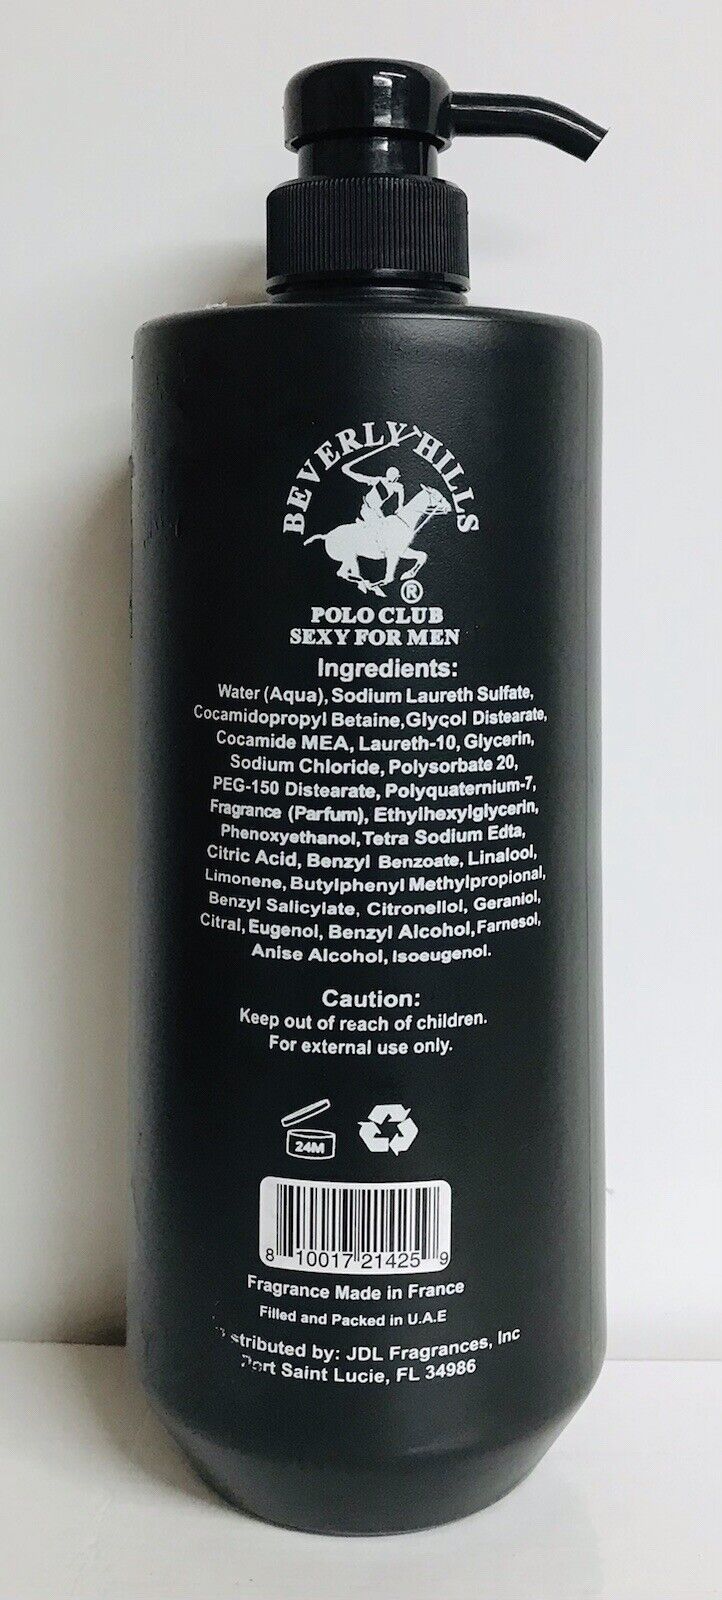 BEVERLY HILLS
®
POLO CLUB
SEXY FOR MEN
Ingredients:
Water (Aqua), Sodium Laureth Sulfate,
Cocamidopropyl Betaine, Glycol Distearate,
Cocamide MEA, Laureth-10, Glycerin,
Sodium Chloride, Polysorbate 20,
PEG-150 Distearate, Polyquaternium-7,
Fragrance (Parfum), Ethylhexylglycerin,
Phenoxyethanol, Tetra Sodium Edta,
Citric Acid, Benzyl Benzoate, Linalool,
Limonene, Butylphenyl Methylpropional,
Benzyl Salicylate, Citronellol, Geraniol,
Citral, Eugenol, Benzyl Alcohol, Farnesol,
Anise Alcohol, Isoeugenol.
Caution:
Keep out of reach of children.
For external use only.
24M
8 10017 21425 9
Fragrance Made in France
Filled and Packed in U.A.E
stributed by: JDL Fragrances, Inc
Port Saint Lucie, FL 34986